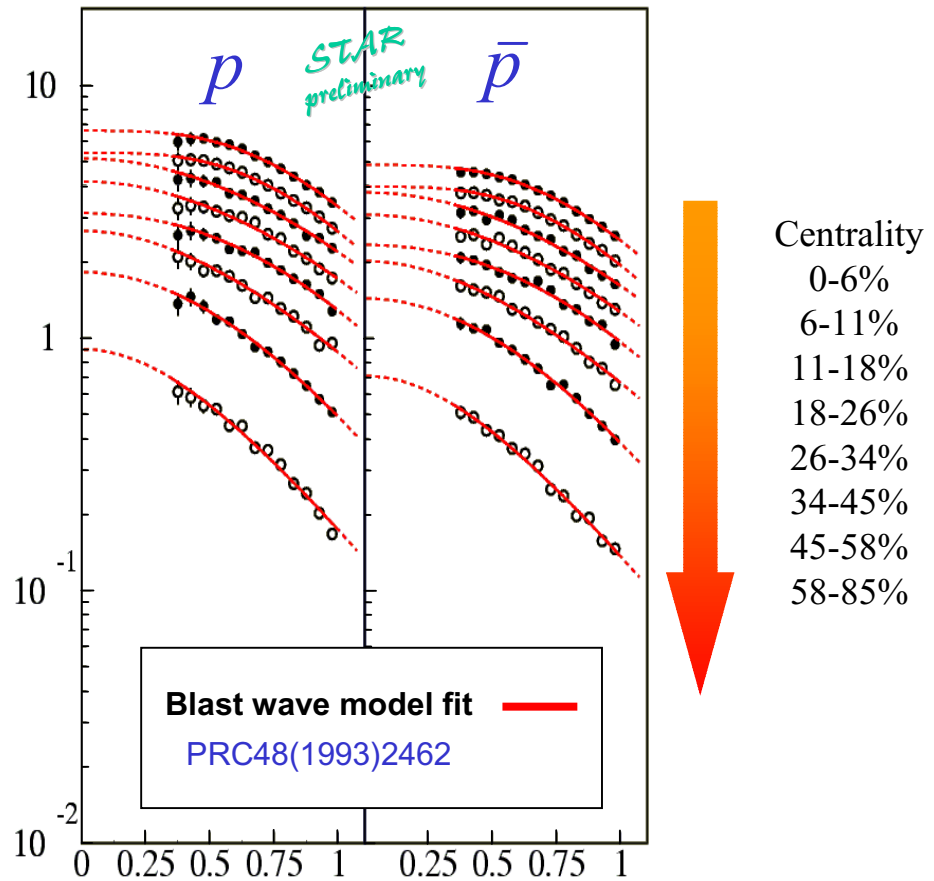 p
STAR
preliminary
p̄
10
1
10
-1
10
-2
0 0.25 0.5 0.75 1 0.25 0.5 0.75 1
Blast wave model fit
PRC48(1993)2462
Centrality
0-6%
6-11%
11-18%
18-26%
26-34%
34-45%
45-58%
58-85%